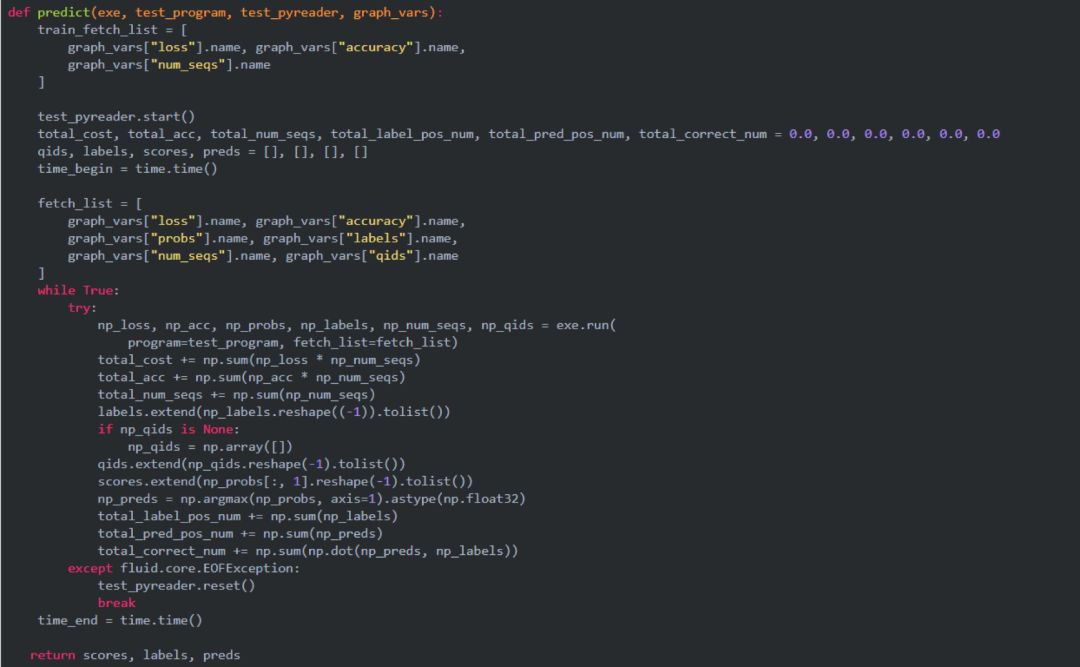 def predict(exe, test_program, test_pyreader, graph_vars):
    train_fetch_list = [
        graph_vars["loss"].name, graph_vars["accuracy"].name,
        graph_vars["num_seqs"].name
    ]

    test_pyreader.start()
    total_cost, total_acc, total_num_seqs, total_label_pos_num, total_pred_pos_num, total_correct_num = 0.0, 0.0, 0.0, 0.0, 0.0, 0.0
    qids, labels, scores, preds = [], [], [], []
    time_begin = time.time()

    fetch_list = [
        graph_vars["loss"].name, graph_vars["accuracy"].name,
        graph_vars["probs"].name, graph_vars["labels"].name,
        graph_vars["num_seqs"].name, graph_vars["qids"].name
    ]
    while True:
        try:
            np_loss, np_acc, np_probs, np_labels, np_num_seqs, np_qids = exe.run(
                program=test_program, fetch_list=fetch_list)
            total_cost += np.sum(np_loss * np_num_seqs)
            total_acc += np.sum(np_acc * np_num_seqs)
            total_num_seqs += np.sum(np_num_seqs)
            labels.extend(np_labels.reshape((-1)).tolist())
            if np_qids is None:
                np_qids = np.array([])
            qids.extend(np_qids.reshape(-1).tolist())
            scores.extend(np_probs[:, 1].reshape(-1).tolist())
            np_preds = np.argmax(np_probs, axis=1).astype(np.float32)
            total_label_pos_num += np.sum(np_labels)
            total_pred_pos_num += np.sum(np_preds)
            total_correct_num += np.sum(np.dot(np_preds, np_labels))
        except fluid.core.EOFException:
            test_pyreader.reset()
            break
    time_end = time.time()

   return scores, labels, preds